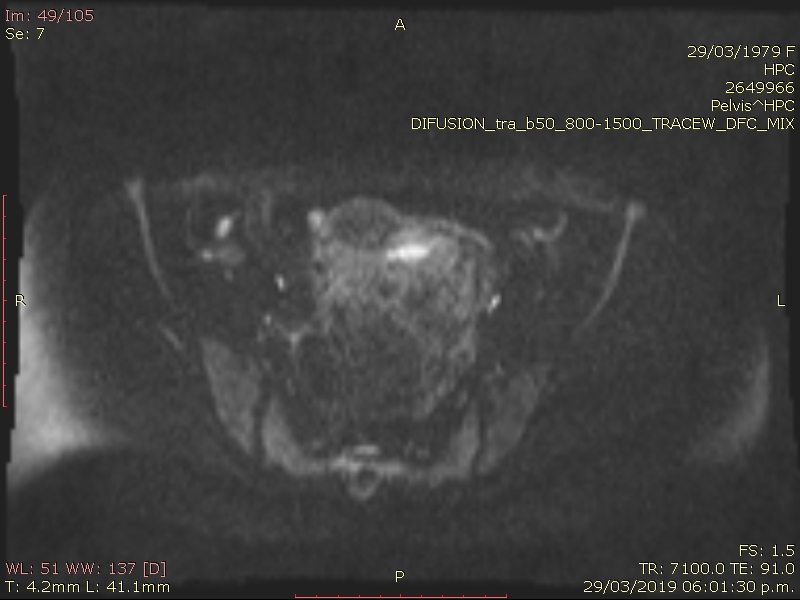 Im: 49/105
Se: 7
A
29/03/1979 F
HPC
2649966
Pelvis^HPC
DIFUSION_tra_b50_800-1500_TRACEW_DFC_MIX
R
L
WL: 51 WW: 137 [D]
T: 4.2mm L: 41.1mm
P
FS: 1.5
TR: 7100.0 TE: 91.0
29/03/2019 06:01:30 p.m.